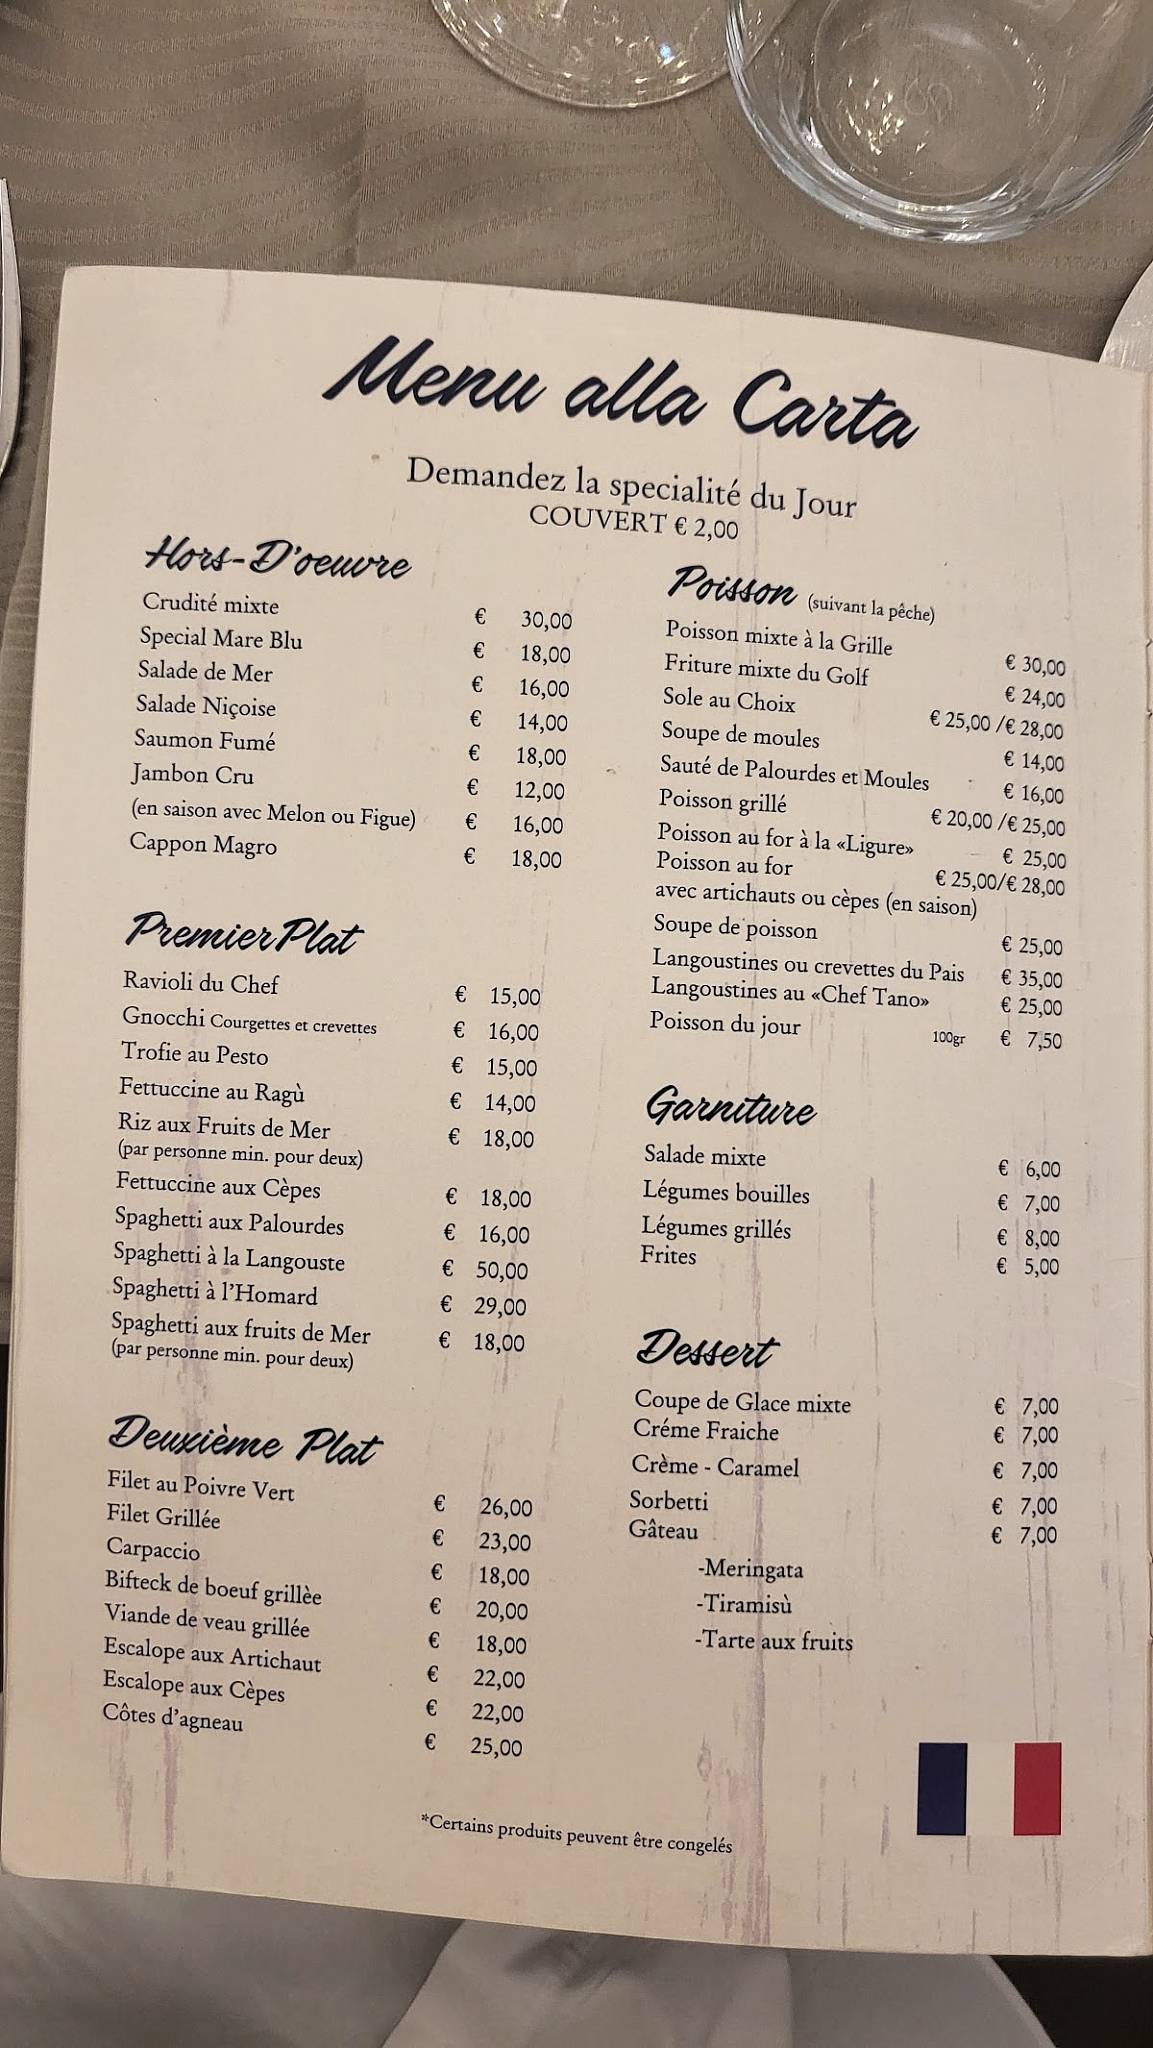 Menu alla Carta
Demandez la specialité du Jour
COUVERT € 2,00
Hors-D'oeuvre
Crudité mixte € 30,00
Special Mare Blu € 18,00
Salade de Mer € 16,00
Salade Niçoise € 14,00
Saumon Fumé € 18,00
Jambon Cru € 12,00
(en saison avec Melon ou Figue) € 16,00
Cappon Magro € 18,00
Premier Plat
Ravioli du Chef € 15,00
Gnocchi Courgettes et crevettes € 16,00
Trofie au Pesto € 15,00
Fettuccine au Ragù € 14,00
Riz aux Fruits de Mer € 18,00
(par personne min. pour deux)
Fettuccine aux Cèpes € 18,00
Spaghetti aux Palourdes € 16,00
Spaghetti à la Langouste € 50,00
Spaghetti à l'Homard € 29,00
Spaghetti aux fruits de Mer € 18,00
(par personne min. pour deux)
Deuxième Plat
Filet au Poivre Vert € 26,00
Filet Grillée € 23,00
Carpaccio € 18,00
Bifteck de boeuf grillèe € 20,00
Viande de veau grillée € 18,00
Escalope aux Artichaut € 22,00
Escalope aux Cèpes € 22,00
Côtes d'agneau € 25,00
Poisson (suivant la pêche)
Poisson mixte à la Grille € 30,00
Friture mixte du Golf € 24,00
Sole au Choix € 25,00 /€ 28,00
Soupe de moules € 14,00
Sauté de Palourdes et Moules € 16,00
Poisson grillé € 20,00 /€ 25,00
Poisson au for à la «Ligure» € 25,00
Poisson au for € 25,00/€ 28,00
avec artichauts ou cèpes (en saison)
Soupe de poisson € 25,00
Langoustines ou crevettes du Pais € 35,00
Langoustines au «Chef Tano» € 25,00
Poisson du jour 100gr € 7,50
Garniture
Salade mixte € 6,00
Légumes bouilles € 7,00
Légumes grillés € 8,00
Frites € 5,00
Dessert
Coupe de Glace mixte € 7,00
Créme Fraiche € 7,00
Crème - Caramel € 7,00
Sorbetti € 7,00
Gâteau € 7,00
-Meringata
-Tiramisù
-Tarte aux fruits
*Certains produits peuvent être congelés